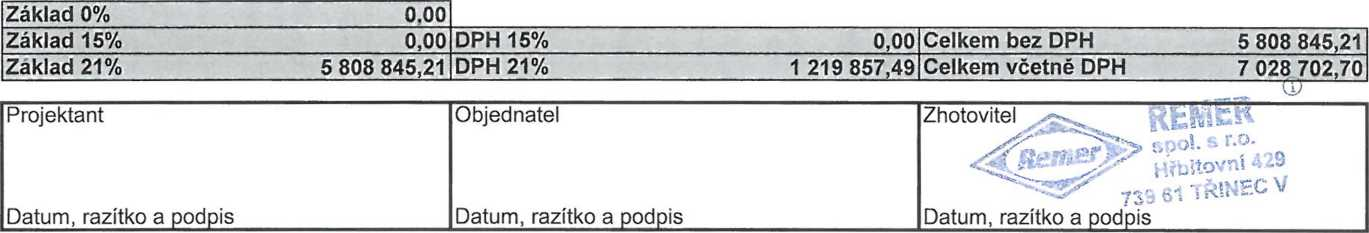 Základ 0% 0,00
Základ 15% 0,00 DPH 15% 0,00 Celkem bez DPH 5 808 845,21
Základ 21% 5 808 845,21 DPH 21% 1 219 857,49 Celkem včetně DPH 7 028 702,70
1
Projektant Objednatel Zhotovitel
REMER
spol. s r.o.
Remer
Hřbitovní 429
739 61 TŘINEC V
Datum, razítko a podpis Datum, razítko a podpis Datum, razítko a podpis